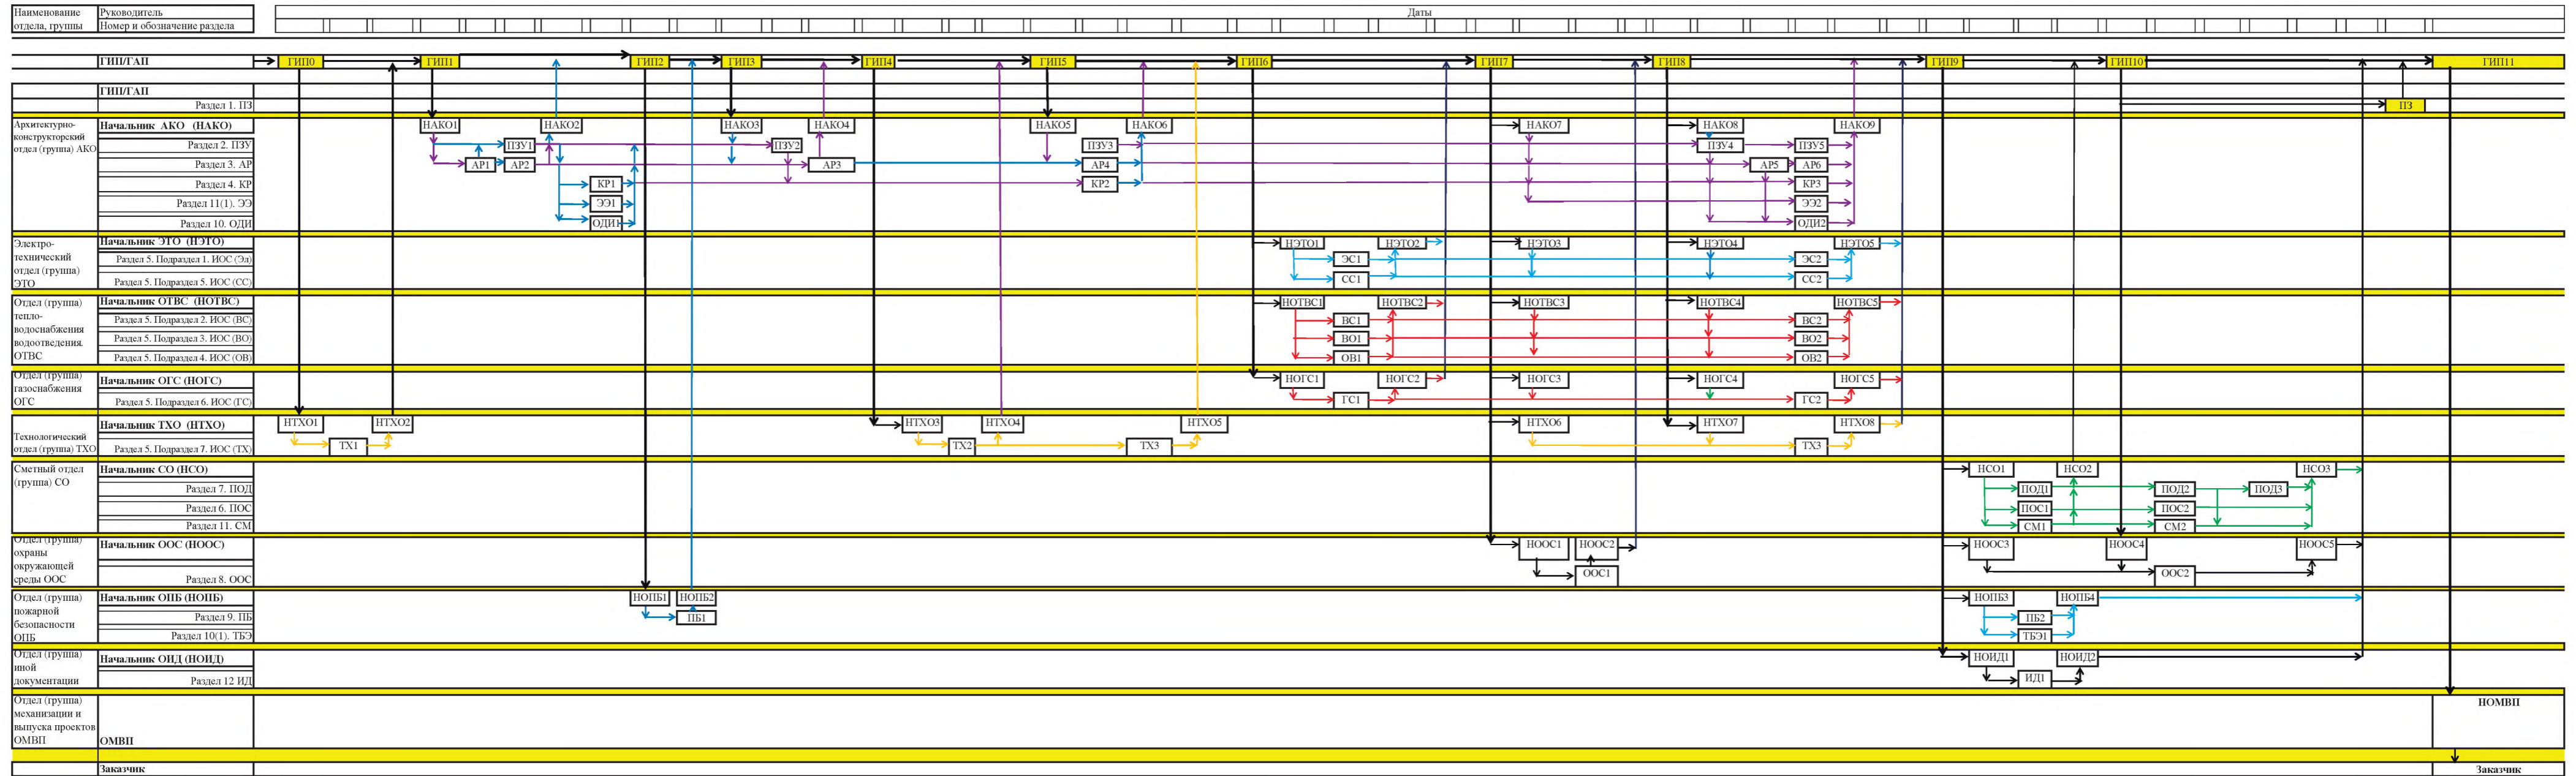 Наименование отдела, группы
Руководитель
Номер и обозначение раздела
Даты
ГИП/ГАП
ГИП0
ГИП1
ГИП2
ГИП3
ГИП4
ГИП5
ГИП6
ГИП7
ГИП8
ГИП9
ГИП10
ГИП11
ГИП/ГАП
Раздел 1. ПЗ
ПЗ
Архитектурно-
конструкторский
отдел (группа) АКО
Начальник АКО (НАКО)
НАКО1
НАКО2
НАКО3
НАКО4
НАКО5
НАКО6
НАКО7
НАКО8
НАКО9
Раздел 2. ПЗУ
ПЗУ1
ПЗУ2
ПЗУ3
ПЗУ4
ПЗУ5
Раздел 3. АР
АР1
АР2
АР3
АР4
АР5
АР6
Раздел 4. КР
КР1
КР2
КР3
Раздел 11(1). ЭЭ
ЭЭ1
ЭЭ2
Раздел 10. ОДИ
ОДИ1
ОДИ2
Электро-
технический
отдел (группа)
ЭТО
Начальник ЭТО (НЭТО)
НЭТО1
НЭТО2
НЭТО3
НЭТО4
НЭТО5
Раздел 5. Подраздел 1. ИОС (Эл)
ЭС1
ЭС2
Раздел 5. Подраздел 5. ИОС (СС)
СС1
СС2
Отдел (группа)
тепло-
водоснабжения
водоотведения.
ОТВС
Начальник ОТВС (НОТВС)
НОТВС1
НОТВС2
НОТВС3
НОТВС4
НОТВС5
Раздел 5. Подраздел 2. ИОС (ВС)
ВС1
ВС2
Раздел 5. Подраздел 3. ИОС (ВО)
ВО1
ВО2
Раздел 5. Подраздел 4. ИОС (ОВ)
ОВ1
ОВ2
Отдел (группа)
газоснабжения
ОГС
Начальник ОГС (НОГС)
НОГС1
НОГС2
НОГС3
НОГС4
НОГС5
Раздел 5. Подраздел 6. ИОС (ГС)
ГС1
ГС2
Технологический
отдел (группа) ТХО
Начальник ТХО (НТХО)
НТХО1
НТХО2
НТХО3
НТХО4
НТХО5
НТХО6
НТХО7
НТХО8
Раздел 5. Подраздел 7. ИОС (ТХ)
ТХ1
ТХ2
ТХ3
ТХ3
Сметный отдел
(группа) СО
Начальник СО (НСО)
НСО1
НСО2
НСО3
Раздел 7. ПОД
ПОД1
ПОД2
ПОД3
Раздел 6. ПОС
ПОС1
ПОС2
Раздел 11. СМ
СМ1
СМ2
Отдел (группа)
охраны
окружающей
среды ООС
Начальник ООС (НООС)
НООС1
НООС2
НООС3
НООС4
НООС5
Раздел 8. ООС
ООС1
ООС2
Отдел (группа)
пожарной
безопасности
ОПБ
Начальник ОПБ (НОПБ)
НОПБ1
НОПБ2
НОПБ3
НОПБ4
Раздел 9. ПБ
ПБ1
ПБ2
Раздел 10(1). ТБЭ
ТБЭ1
Отдел (группа)
иной
документации
Начальник ОИД (НОИД)
НОИД1
НОИД2
Раздел 12 ИД
ИД1
Отдел (группа)
механизации и
выпуска проектов
ОМВП
ОМВП
НОМВП
Заказчик
Заказчик